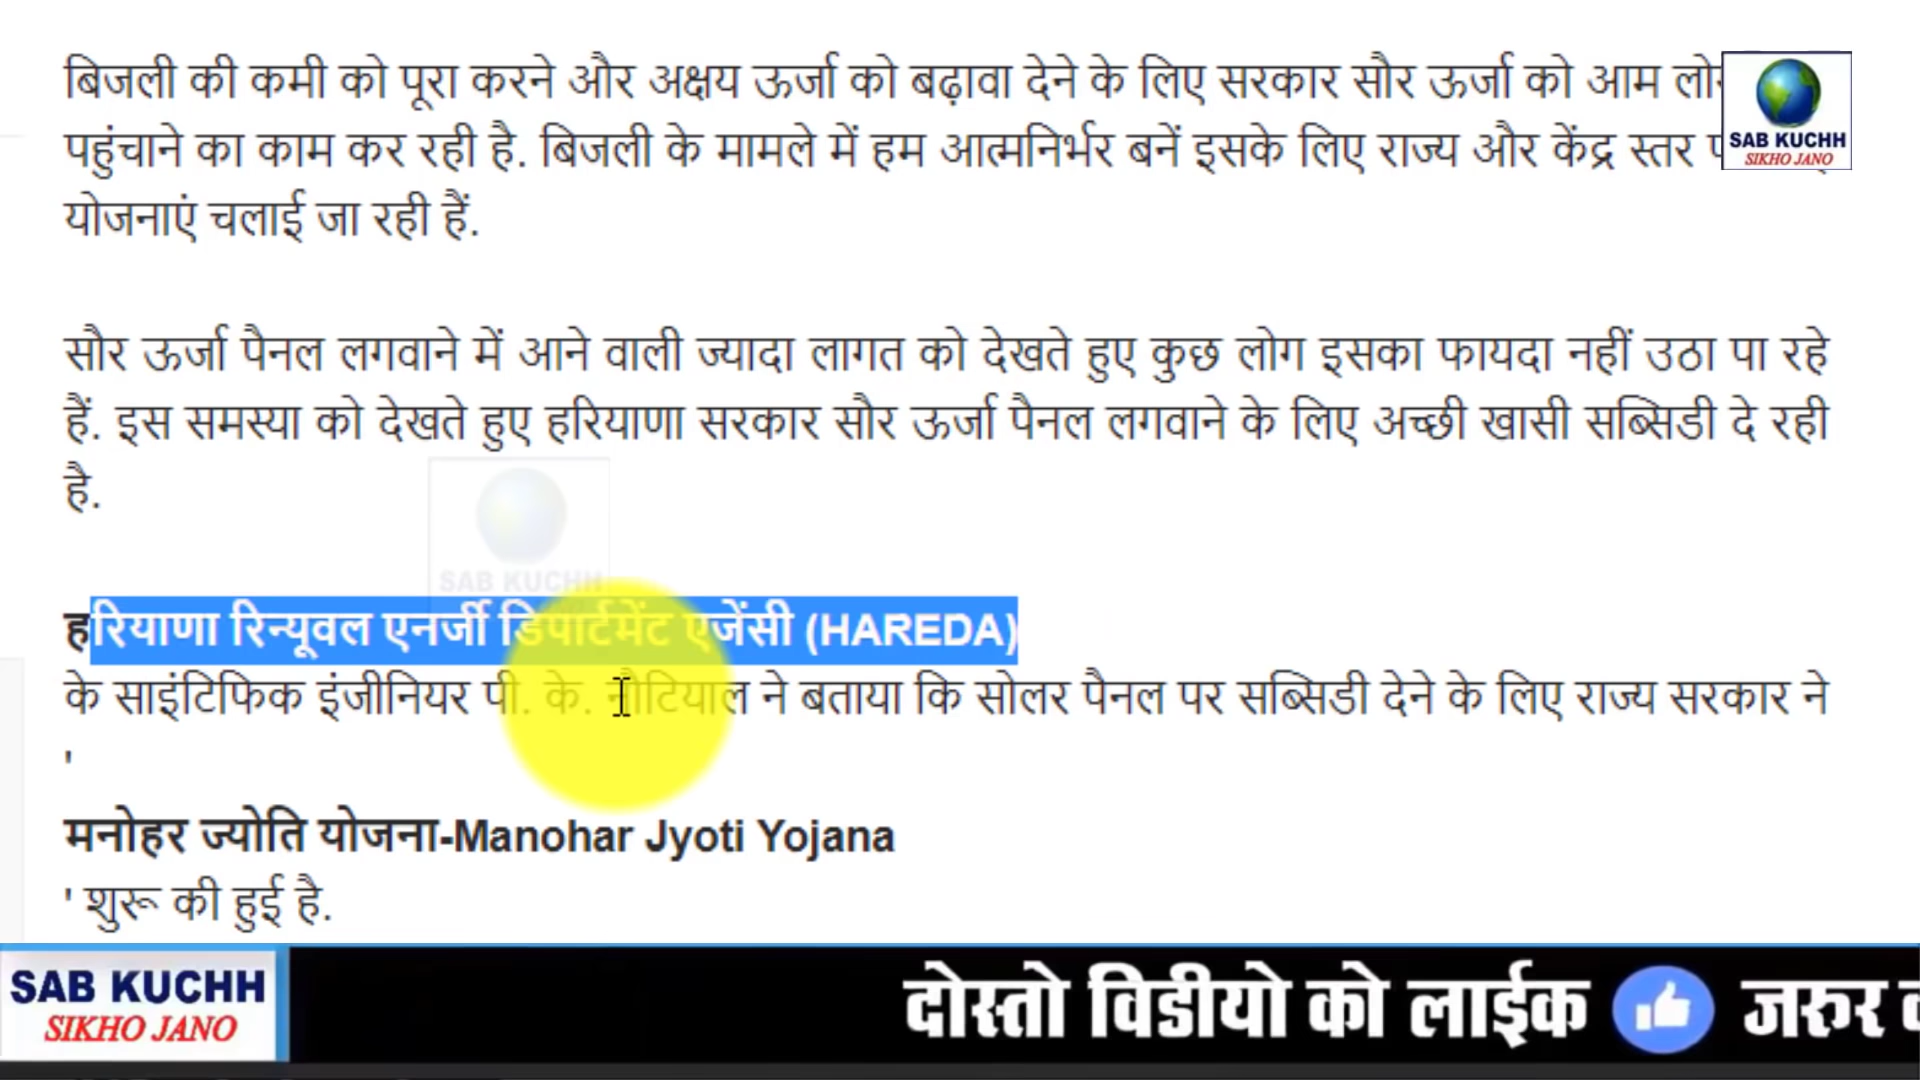 बिजली की कमी को पूरा करने और अक्षय ऊर्जा को बढ़ावा देने के लिए सरकार सौर ऊर्जा को आम
पहुंचाने का काम कर रही है. बिजली के मामले में हम आत्मनिर्भर बनें इसके लिए राज्य और केंद्र स्तर
योजनाएं चलाई जा रही हैं.
SAB KUCHH
SIKHO JANO
सौर ऊर्जा पैनल लगवाने में आने वाली ज्यादा लागत को देखते हुए कुछ लोग इसका फायदा नहीं उठा पा रहे
हैं. इस समस्या को देखते हुए हरियाणा सरकार सौर ऊर्जा पैनल लगवाने के लिए अच्छी खासी सब्सिडी दे रही
है.
SAB KUCHH
हरियाणा रिन्यूवल एनर्जी डिपार्टमेंट एजेंसी (HAREDA)
के साइंटिफिक इंजीनियर पी. के. नौटियाल ने बताया कि सोलर पैनल पर सब्सिडी देने के लिए राज्य सरकार ने
'
मनोहर ज्योति योजना-Manohar Jyoti Yojana
' शुरू की हुई है.
SAB KUCHH
SIKHO JANO
दोस्तो विडीयो को लाईक जरुर